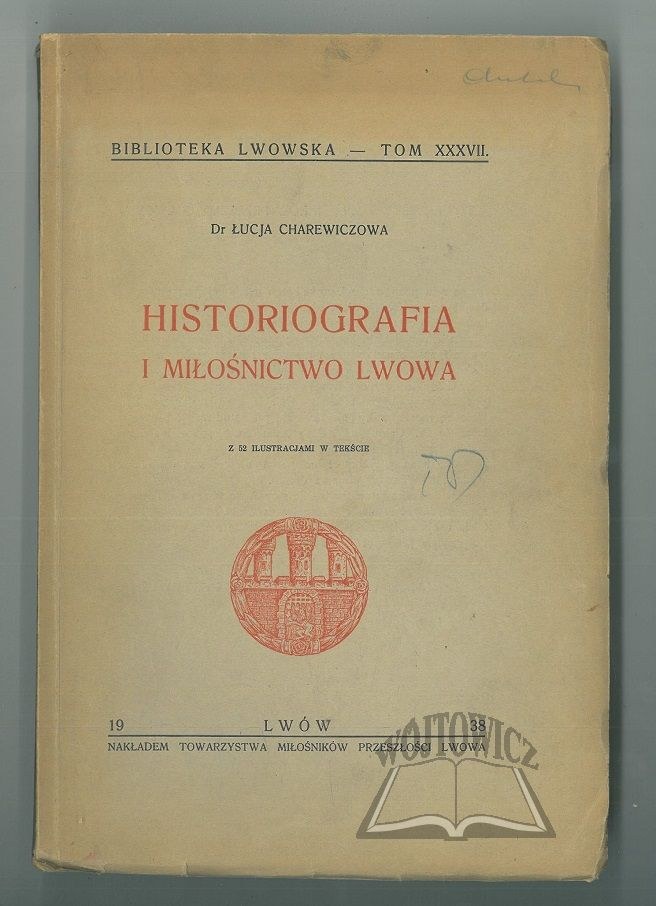 BIBLIOTEKA LWOWSKA — TOM XXXVII.
Dr ŁUCJA CHAREWICZOWA
HISTORIOGRAFIA
I MIŁOŚNICTWO LWOWA
Z 52 ILUSTRACJAMI W TEKŚCIE
19 LWÓW 38
NAKŁADEM TOWARZYSTWA MIŁOŚNIKÓW PRZESZŁOŚCI LWOWA
WÓJTOWICZ